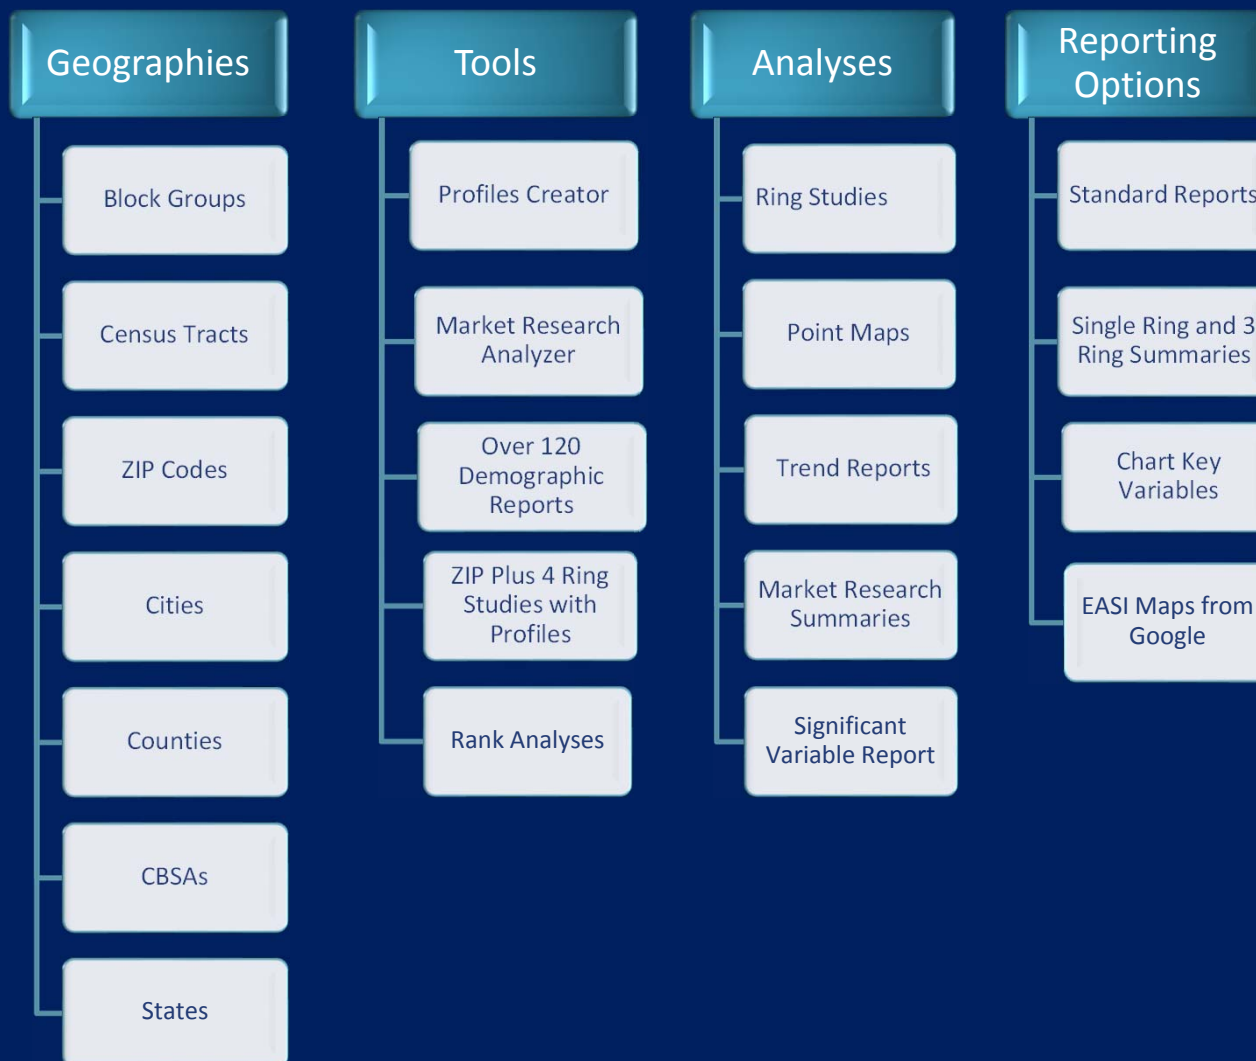 Geographies
Block Groups
Census Tracts
ZIP Codes
Cities
Counties
CBSAs
States
Tools
Profiles Creator
Market Research
Analyzer
Over 120
Demographic
Reports
ZIP Plus 4 Ring
Studies with
Profiles
Rank Analyses
Analyses
Ring Studies
Point Maps
Trend Reports
Market Research
Summaries
Significant
Variable Report
Reporting
Options
Standard Reports
Single Ring and 3
Ring Summaries
Chart Key
Variables
EASI Maps from
Google